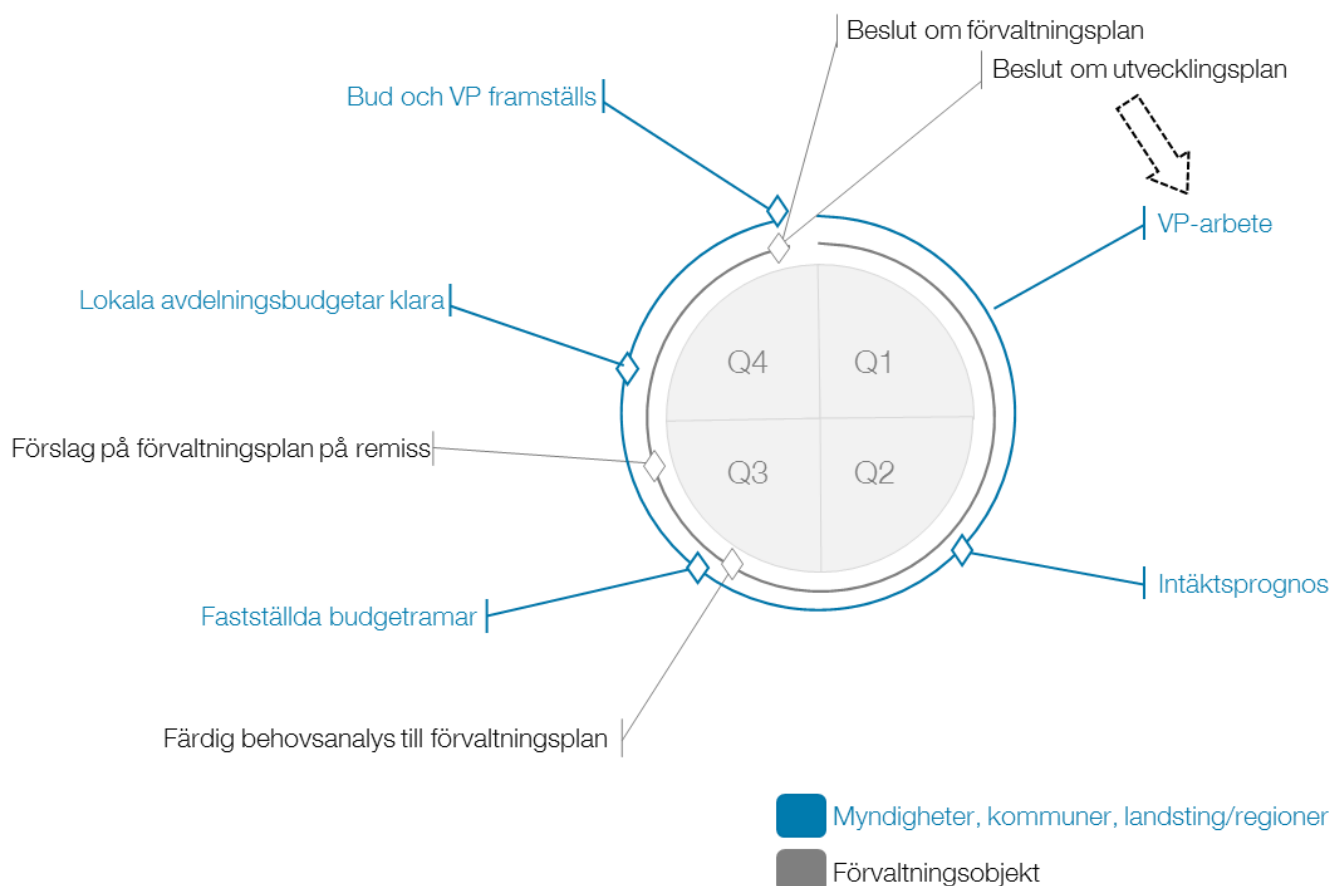 Beslut om förvaltningsplan
Beslut om utvecklingsplan
Bud och VP framställs
VP-arbete
Lokala avdelningsbudgetar klara
Q4
Q1
Förslag på förvaltningsplan på remiss
Q3
Q2
Intäktsprognos
Fastställda budgetramar
Färdig behovsanalys till förvaltningsplan
Myndigheter, kommuner, landsting/regioner
Förvaltningsobjekt